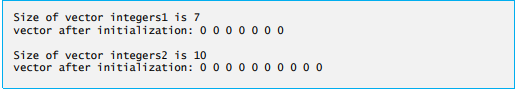 Size of vector integers1 is 7
vector after initialization: 0 0 0 0 0 0 0
Size of vector integers2 is 10
vector after initialization: 0 0 0 0 0 0 0 0 0 0